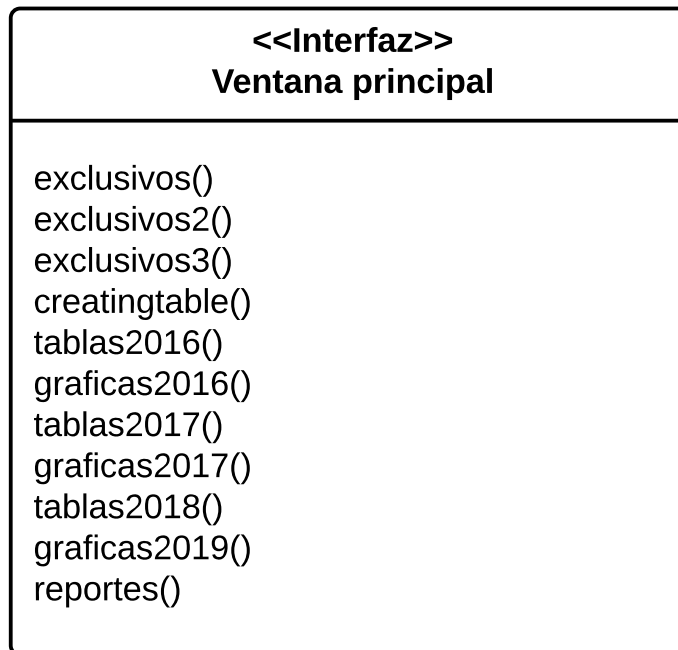 <<Interfaz>>
Ventana principal
exclusivos()
exclusivos2()
exclusivos3()
creatingtable()
tablas2016()
graficas2016()
tablas2017()
graficas2017()
tablas2018()
graficas2019()
reportes()